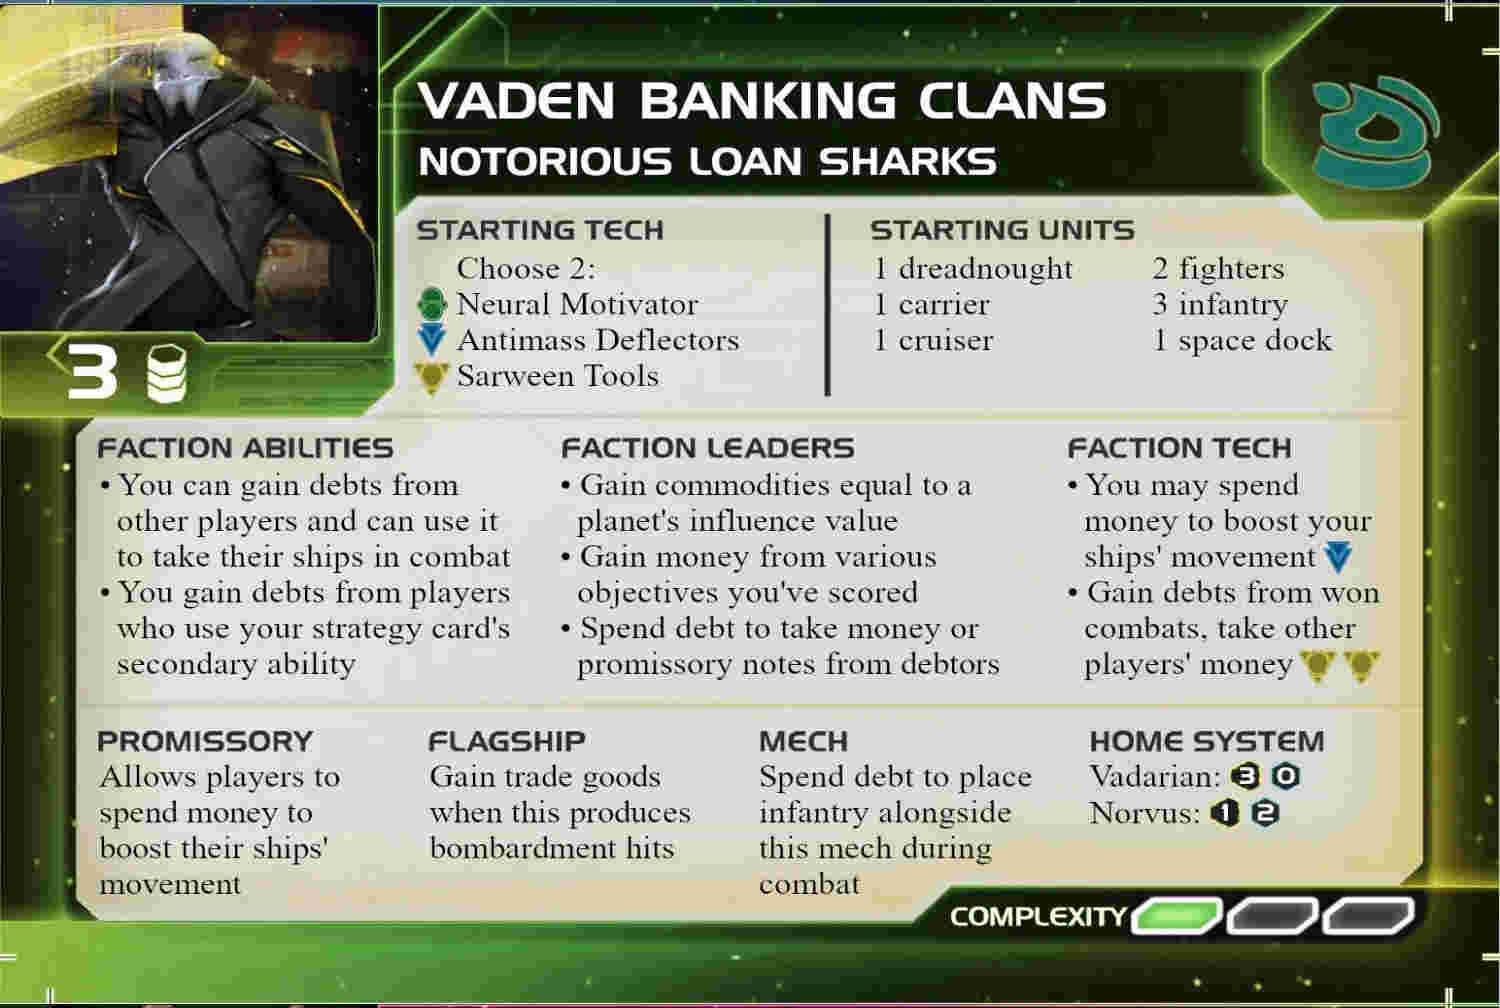 VADEN BANKING CLANS
NOTORIOUS LOAN SHARKS
3
STARTING TECH
Choose 2:
Neural Motivator
Antimass Deflectors
Sarween Tools
STARTING UNITS
1 dreadnought
1 carrier
1 cruiser
2 fighters
3 infantry
1 space dock
FACTION ABILITIES
• You can gain debts from
other players and can use it
to take their ships in combat
• You gain debts from players
who use your strategy card's
secondary ability
FACTION LEADERS
• Gain commodities equal to a
planet's influence value
• Gain money from various
objectives you've scored
• Spend debt to take money or
promissory notes from debtors
FACTION TECH
• You may spend
money to boost your
ships' movement
• Gain debts from won
combats, take other
players' money
PROMISSORY
Allows players to
spend money to
boost their ships'
movement
FLAGSHIP
Gain trade goods
when this produces
bombardment hits
MECH
Spend debt to place
infantry alongside
this mech during
combat
HOME SYSTEM
Vadarian: 3 0
Norvus: 1 2
COMPLEXITY